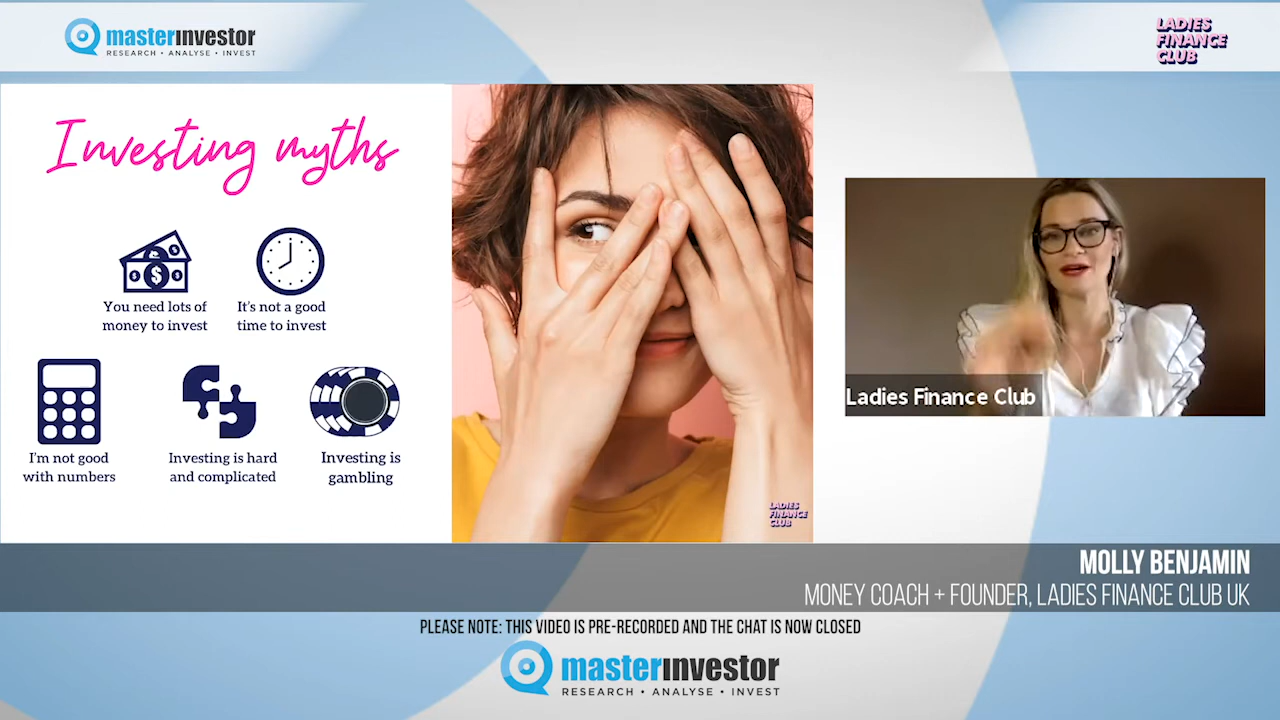 masterinvestor
RESEARCH • ANALYSE • INVEST
LADIES
FINANCE
CLUB
Investing myths
$ $ $ $
You need lots of
money to invest
It's not a good
time to invest
I'm not good
with numbers
Investing is hard
and complicated
Investing is
gambling
LADIES
FINANCE
CLUB
Ladies Finance Club
MOLLY BENJAMIN
MONEY COACH + FOUNDER, LADIES FINANCE CLUB UK
PLEASE NOTE: THIS VIDEO IS PRE-RECORDED AND THE CHAT IS NOW CLOSED
masterinvestor
RESEARCH • ANALYSE • INVEST